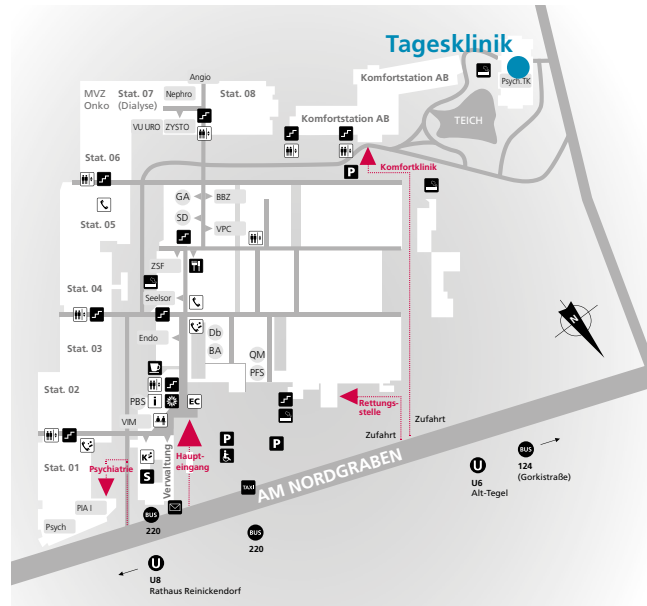 Tagesklinik
Psych.TK
Komfortstation AB
TEICH
Komfortstation AB
Angio
MVZ
Onko
Stat. 07
(Dialyse)
Nephro
Stat. 08
VU URO
ZYSTO
Stat. 06
P
Komfortklinik
GA
BBZ
SD
Stat. 05
VPC
ZSF
Stat. 04
Seelsor
N
Endo
Db
Stat. 03
BA
QM
PFS
Stat. 02
PBS
i
EC
Rettungs-
stelle
VIM
Zufahrt
Zufahrt
P
P
Haupt-
eingang
Verwaltung
K
S
Stat. 01
Psychiatrie
AM NORDGRABEN
TAXI
U
U6
Alt-Tegel
BUS
124
(Gorkistraße)
PIA I
Psych
BUS
220
BUS
220
U
U8
Rathaus Reinickendorf